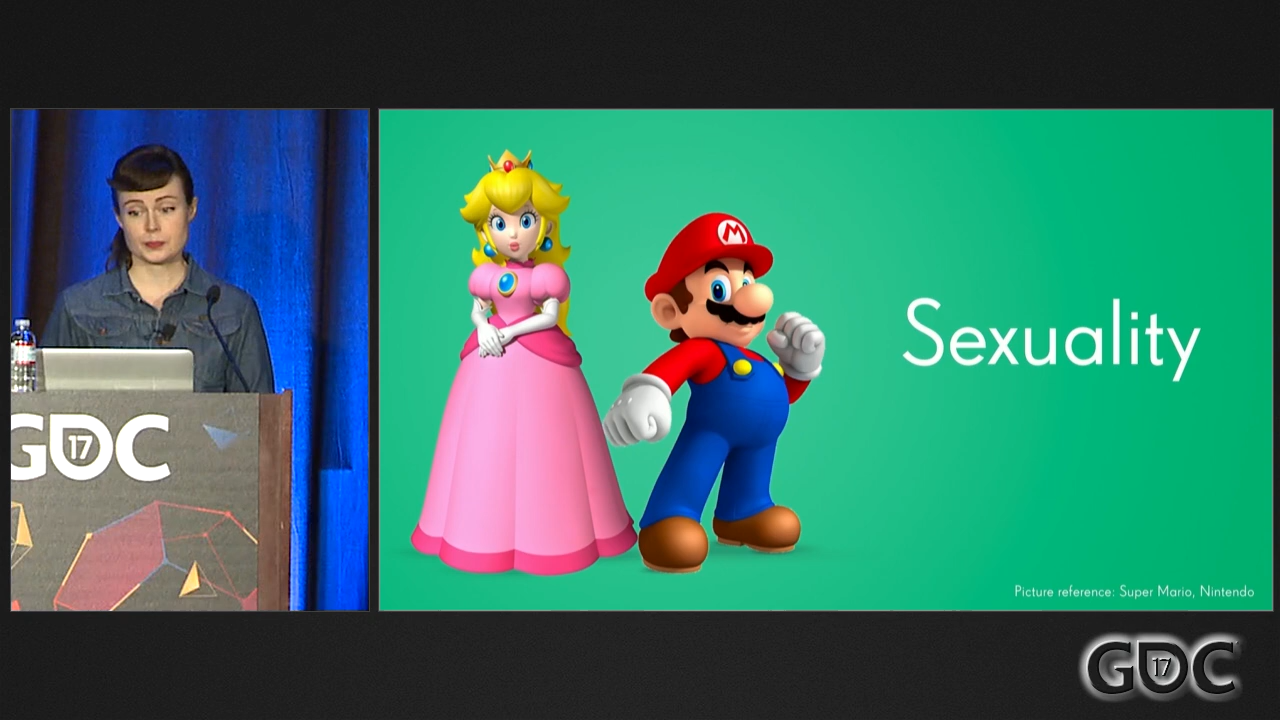 GDC
17
M
Sexuality
Picture reference: Super Mario, Nintendo
GDC
17